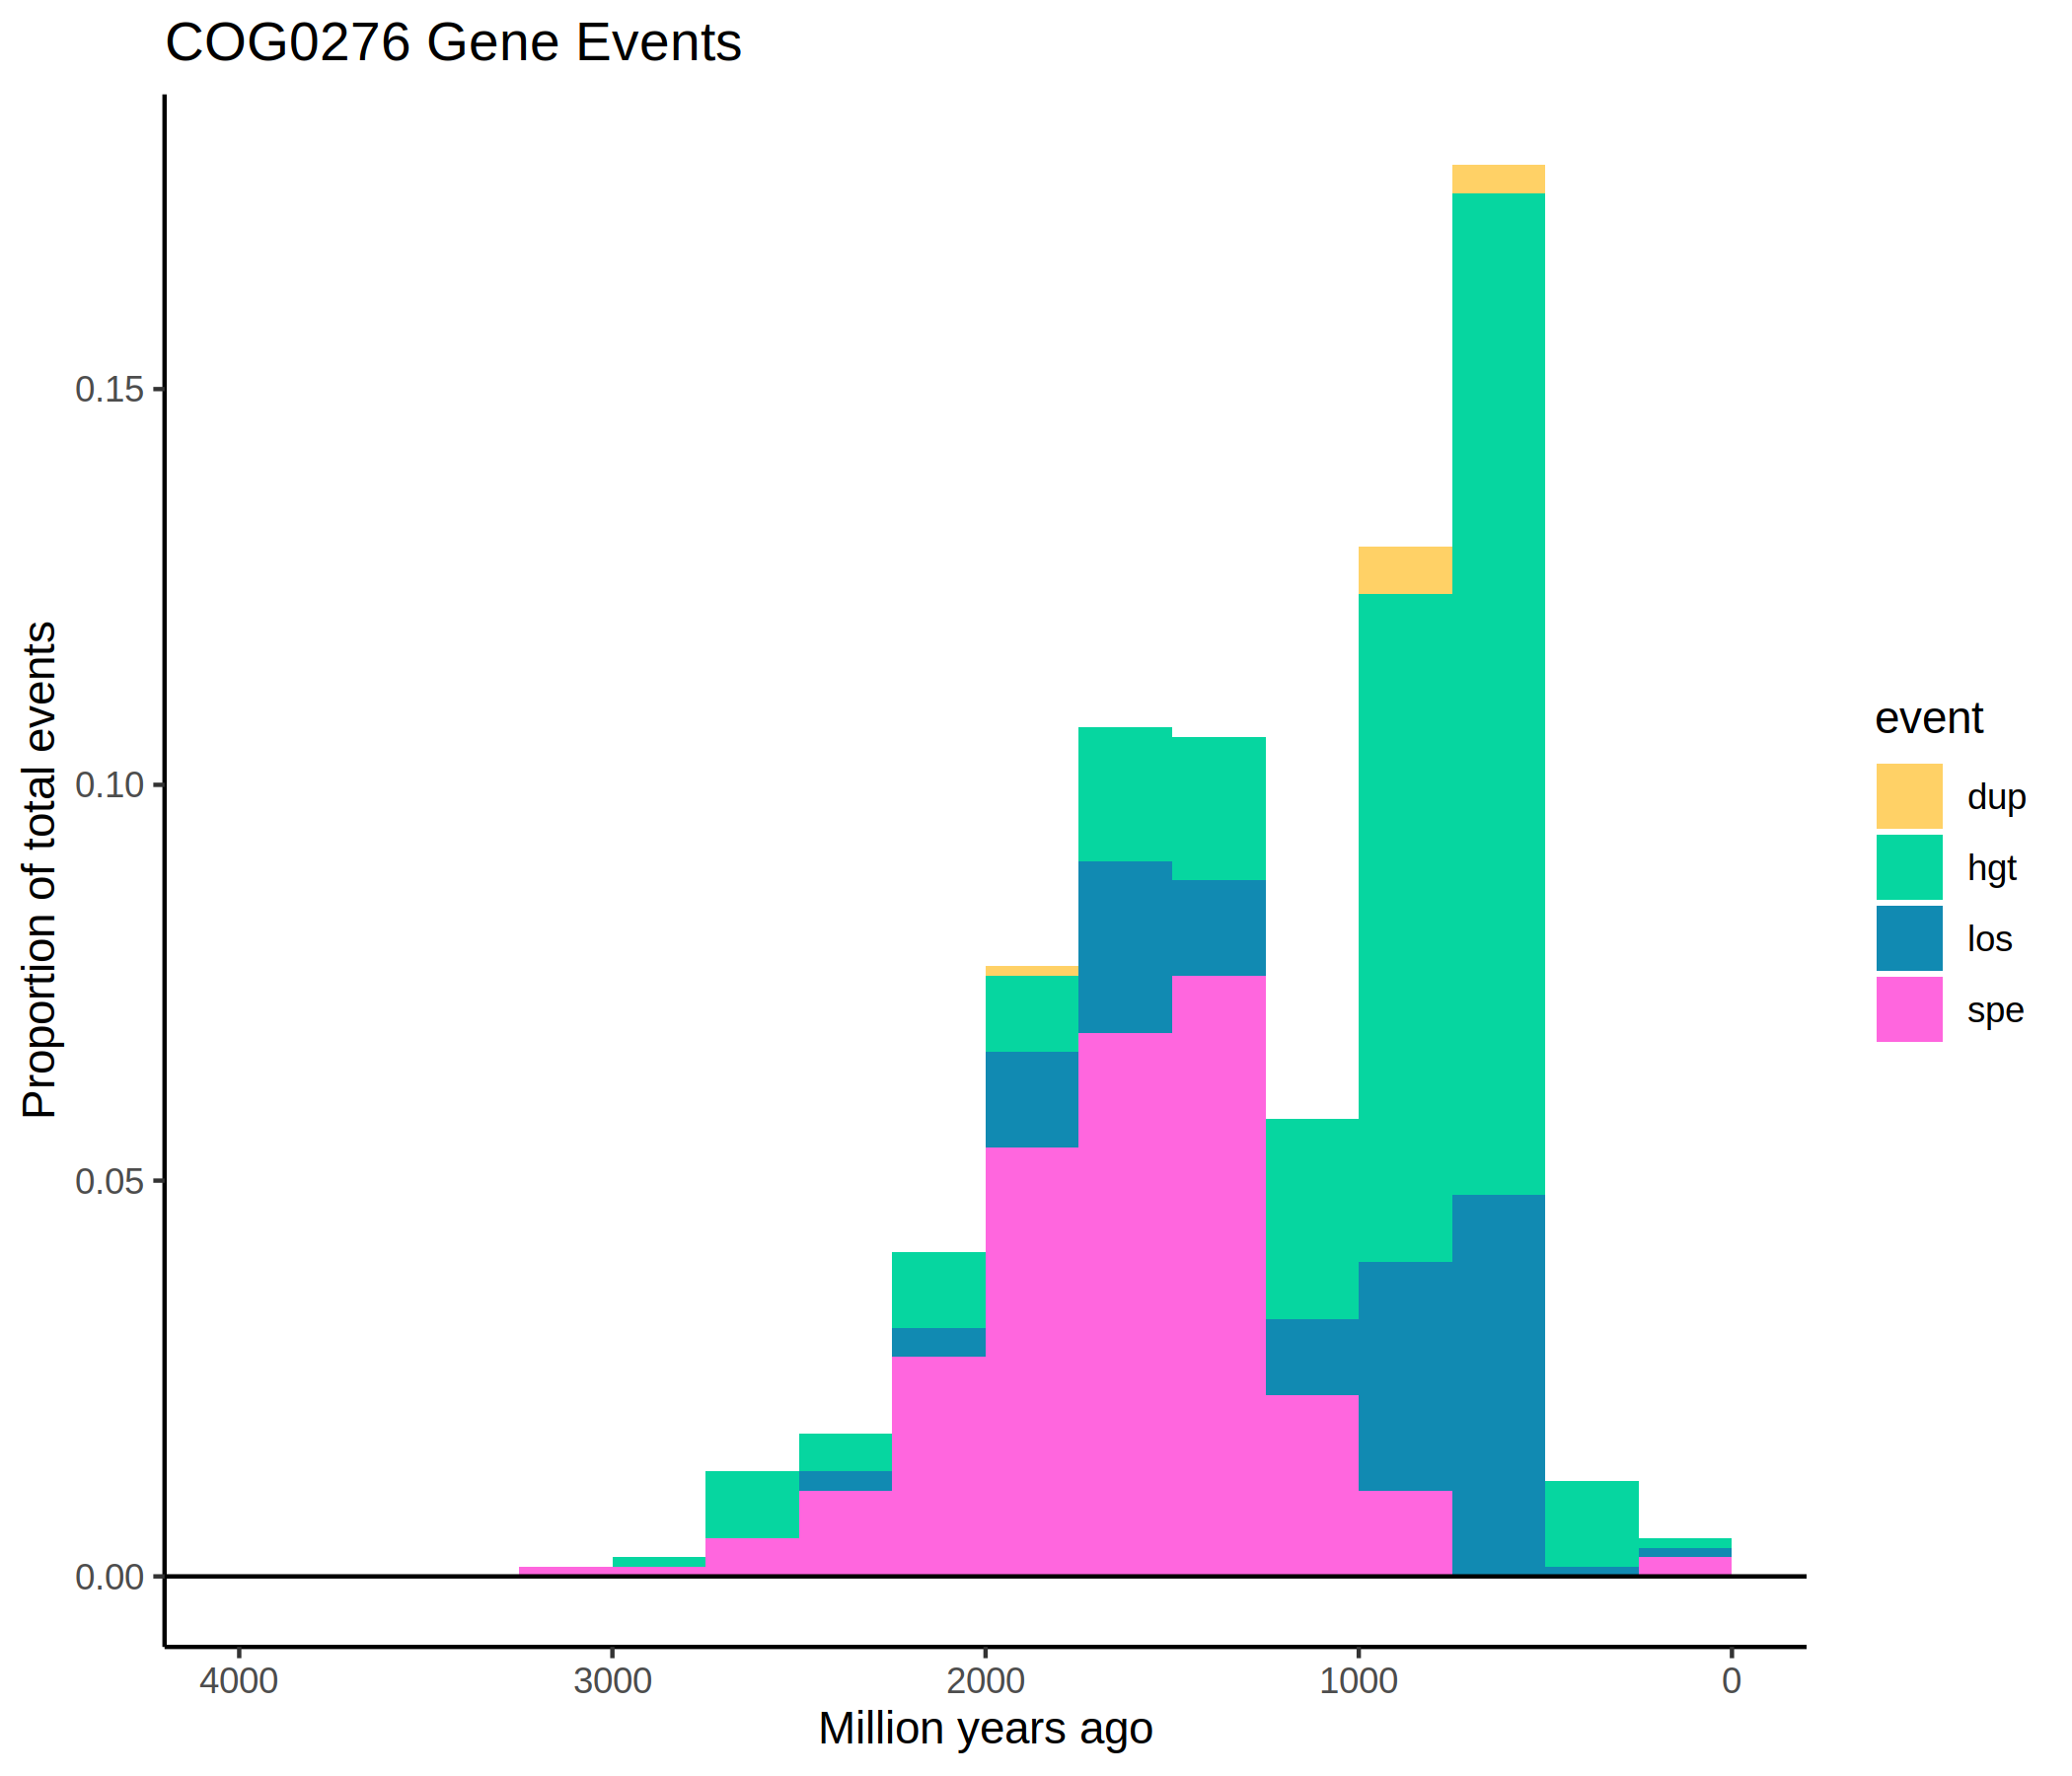 COG0276 Gene Events
Proportion of total events
0.15
0.10
0.05
0.00
4000 3000 2000 1000 0
Million years ago
event
dup
hgt
los
spe